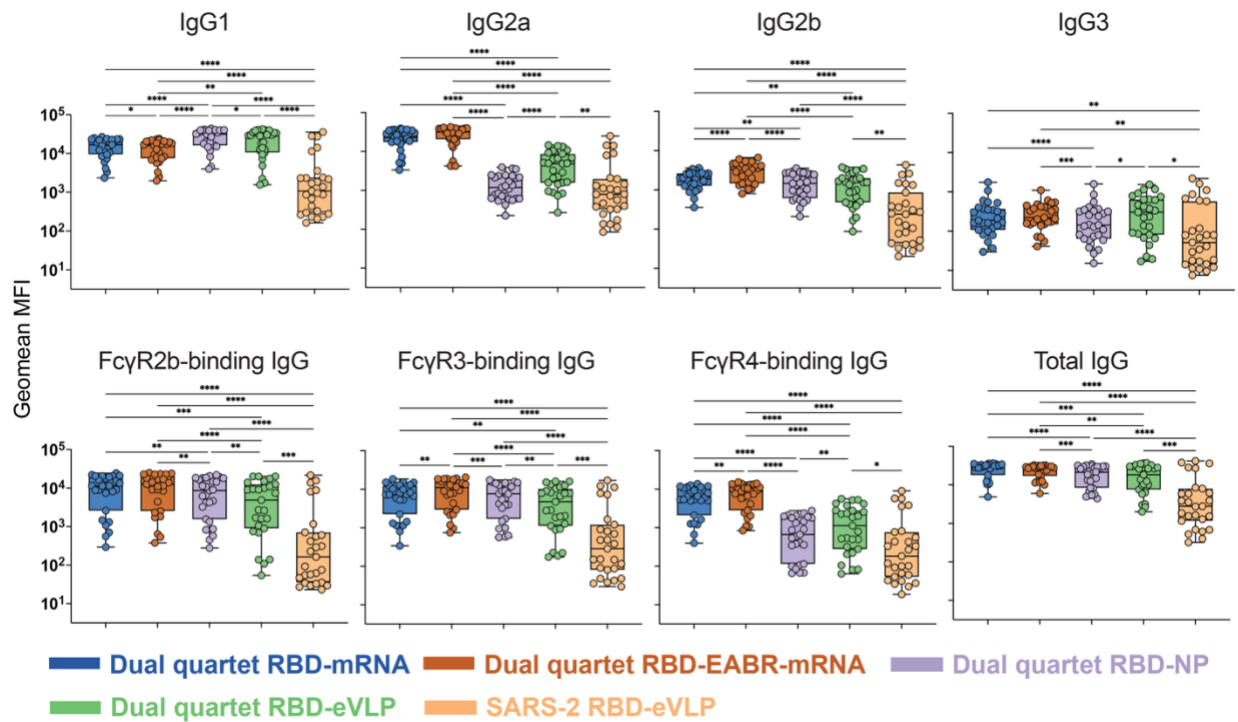 IgG1 IgG2a IgG2b IgG3
**** **** ** **** **** * **** * ****
**** **** **** **** **** **** **** **
**** **** ** **** **** ** **** **** **
** ** **** *** * *
10⁵
10⁴
10³
10²
10¹
Geomean MFI
FcγR2b-binding IgG FcγR3-binding IgG FcγR4-binding IgG Total IgG
**** **** *** **** **** ** ** ** ***
**** **** ** **** **** ** *** ** ***
**** **** **** **** **** ** ** **** *
**** **** *** ** **** **** *** ***
10⁵
10⁴
10³
10²
10¹
Dual quartet RBD-mRNA Dual quartet RBD-EABR-mRNA Dual quartet RBD-NP
Dual quartet RBD-eVLP SARS-2 RBD-eVLP